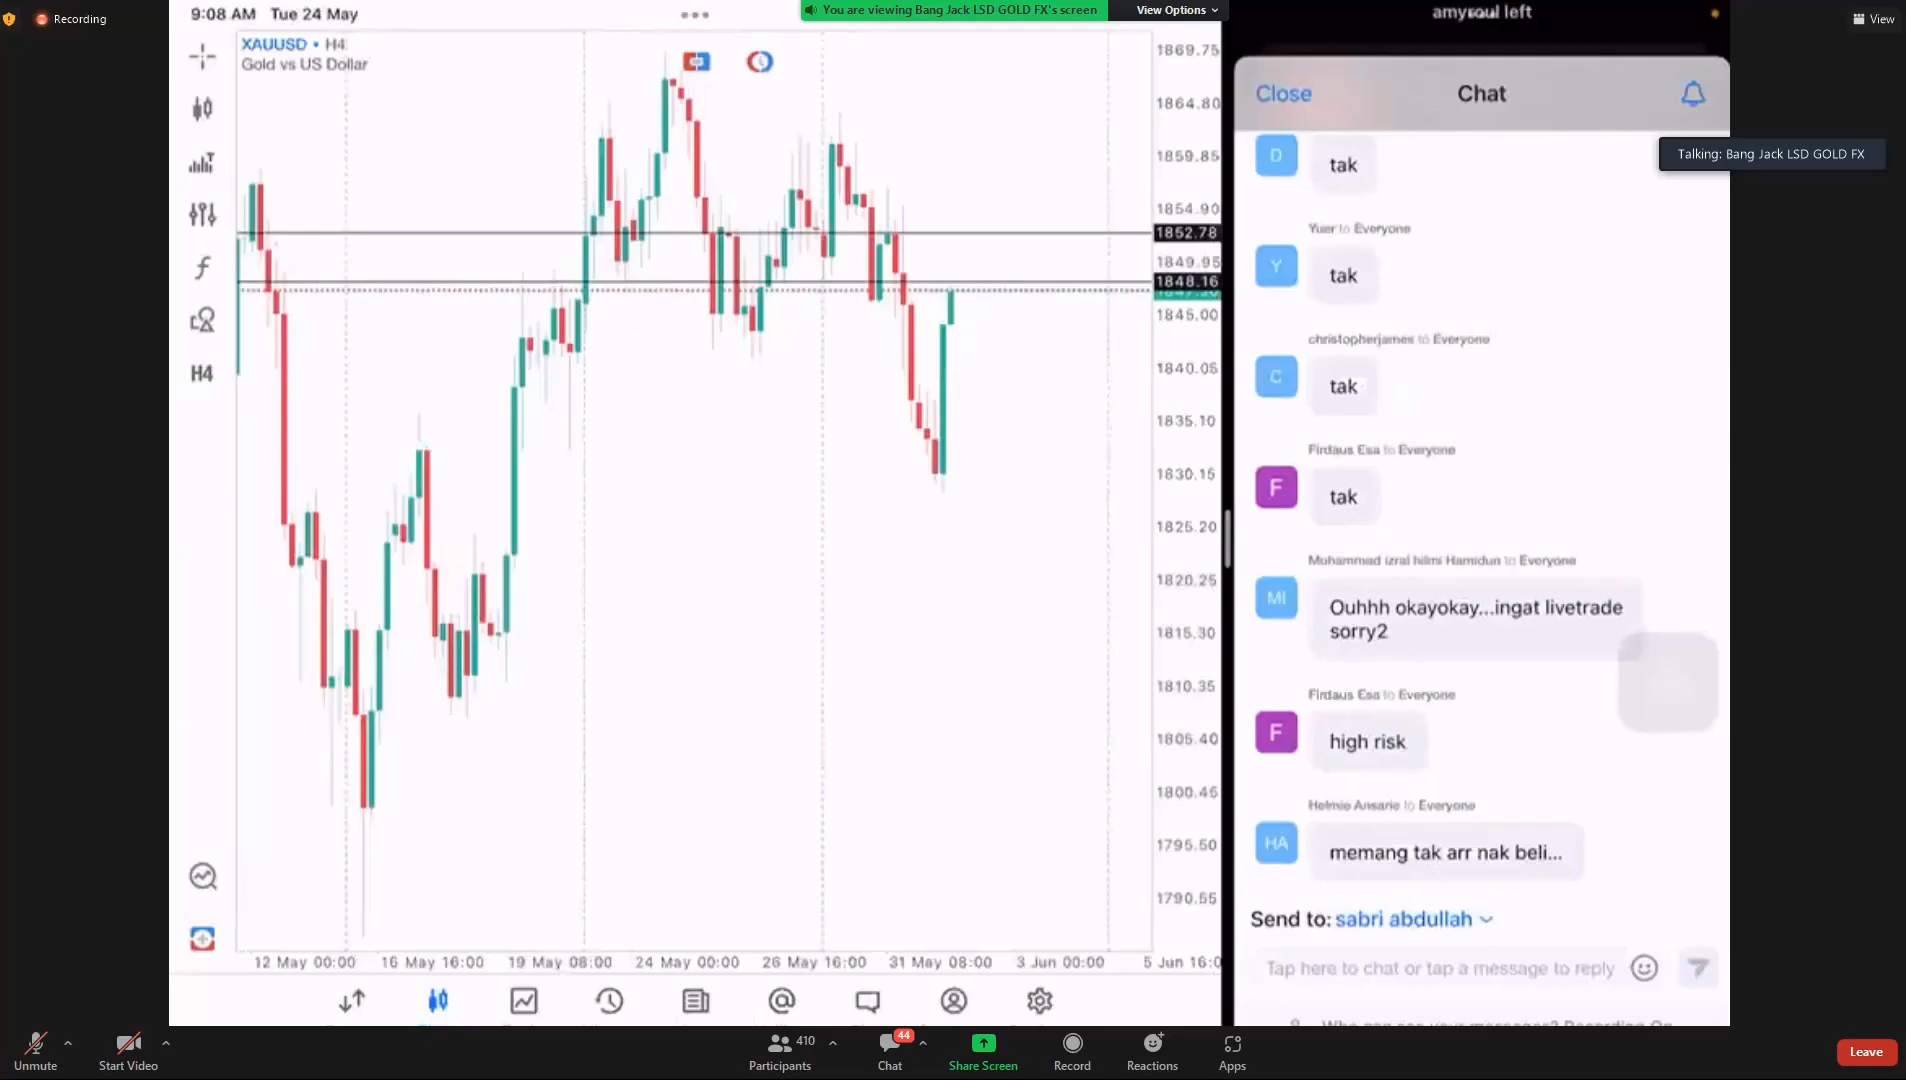 Recording
9:08 AM Tue 24 May
You are viewing Bang Jack LSD GOLD FX's screen
View Options
amysoul left
View
XAUUSD • H4
Gold vs US Dollar
H4
1869.75
1864.80
1859.85
1854.90
1852.78
1849.95
1848.16
1845.00
1840.05
1835.10
1830.15
1825.20
1820.25
1815.30
1810.35
1805.40
1800.45
1795.50
1790.55
12 May 00:00
16 May 16:00
19 May 08:00
24 May 00:00
26 May 16:00
31 May 08:00
3 Jun 00:00
5 Jun 16:0
Close
Chat
Talking: Bang Jack LSD GOLD FX
D
tak
Yuer to Everyone
Y
tak
christopherjames to Everyone
C
tak
Firdaus Esa to Everyone
F
tak
Muhammad izral hilmi Hamidun to Everyone
MI
Ouhhh okayokay...ingat livetrade
sorry2
Firdaus Esa to Everyone
F
high risk
Helmie Ansarie to Everyone
HA
memang tak arr nak beli...
Send to: sabri abdullah
Tap here to chat or tap a message to reply
Who can see your messages? Recording On
Unmute
Start Video
410
Participants
44
Chat
Share Screen
Record
Reactions
Apps
Leave